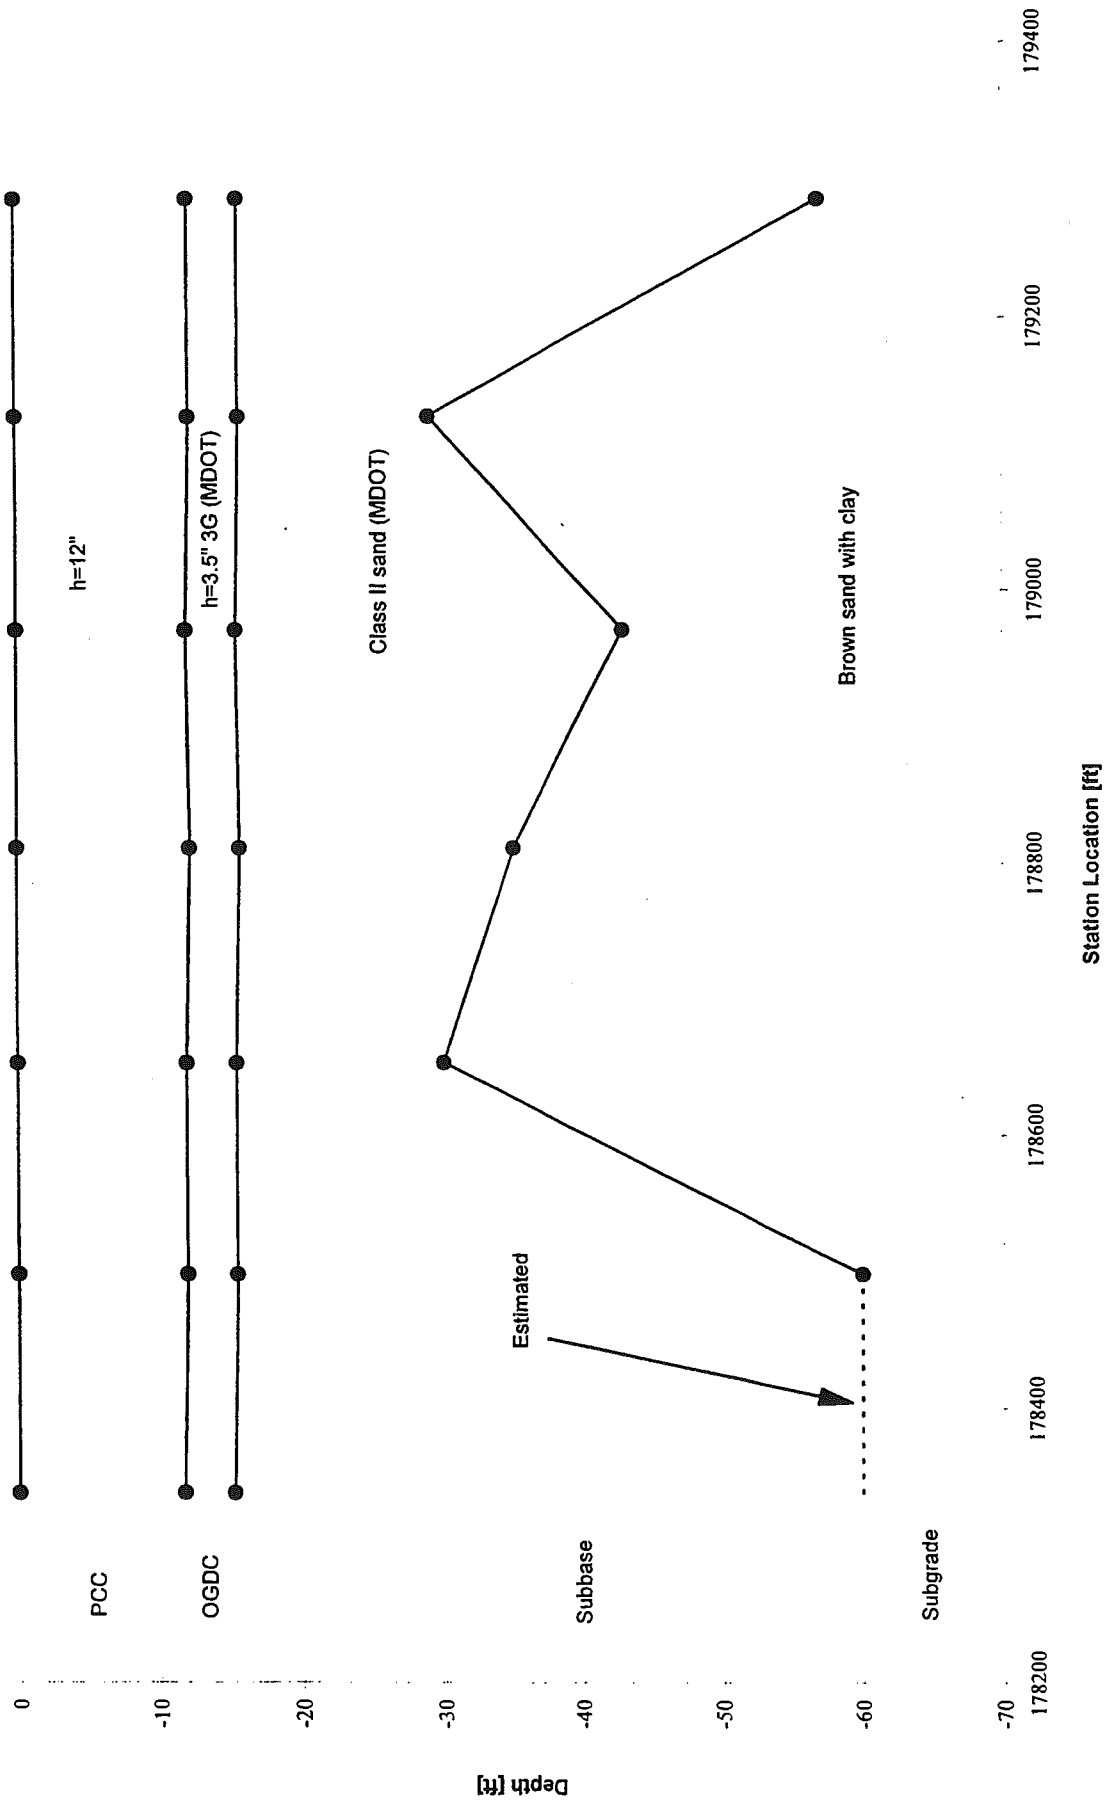 0
-10
-20
-30
-40
-50
-60
-70
Depth [ft]
PCC
OGDC
Subbase
Subgrade
h=12"
h=3.5" 3G (MDOT)
Class II sand (MDOT)
Brown sand with clay
Estimated
178200
178400
178600
178800
179000
179200
179400
Station Location [ft]